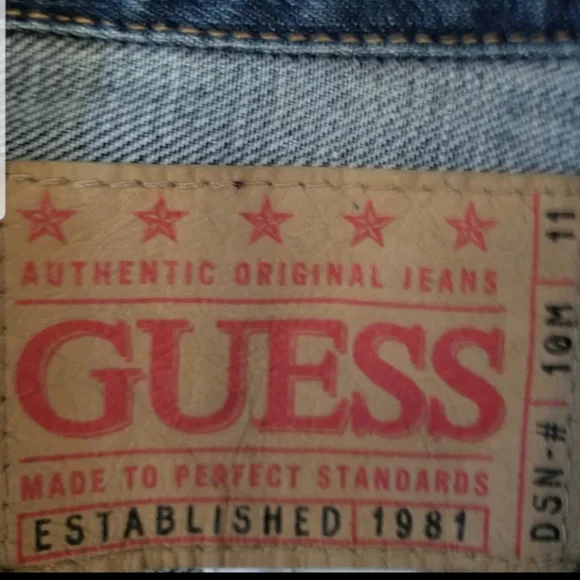 AUTHENTIC ORIGINAL JEANS
GUESS
MADE TO PERFECT STANDARDS
ESTABLISHED 1981
DSN-# 10M 11